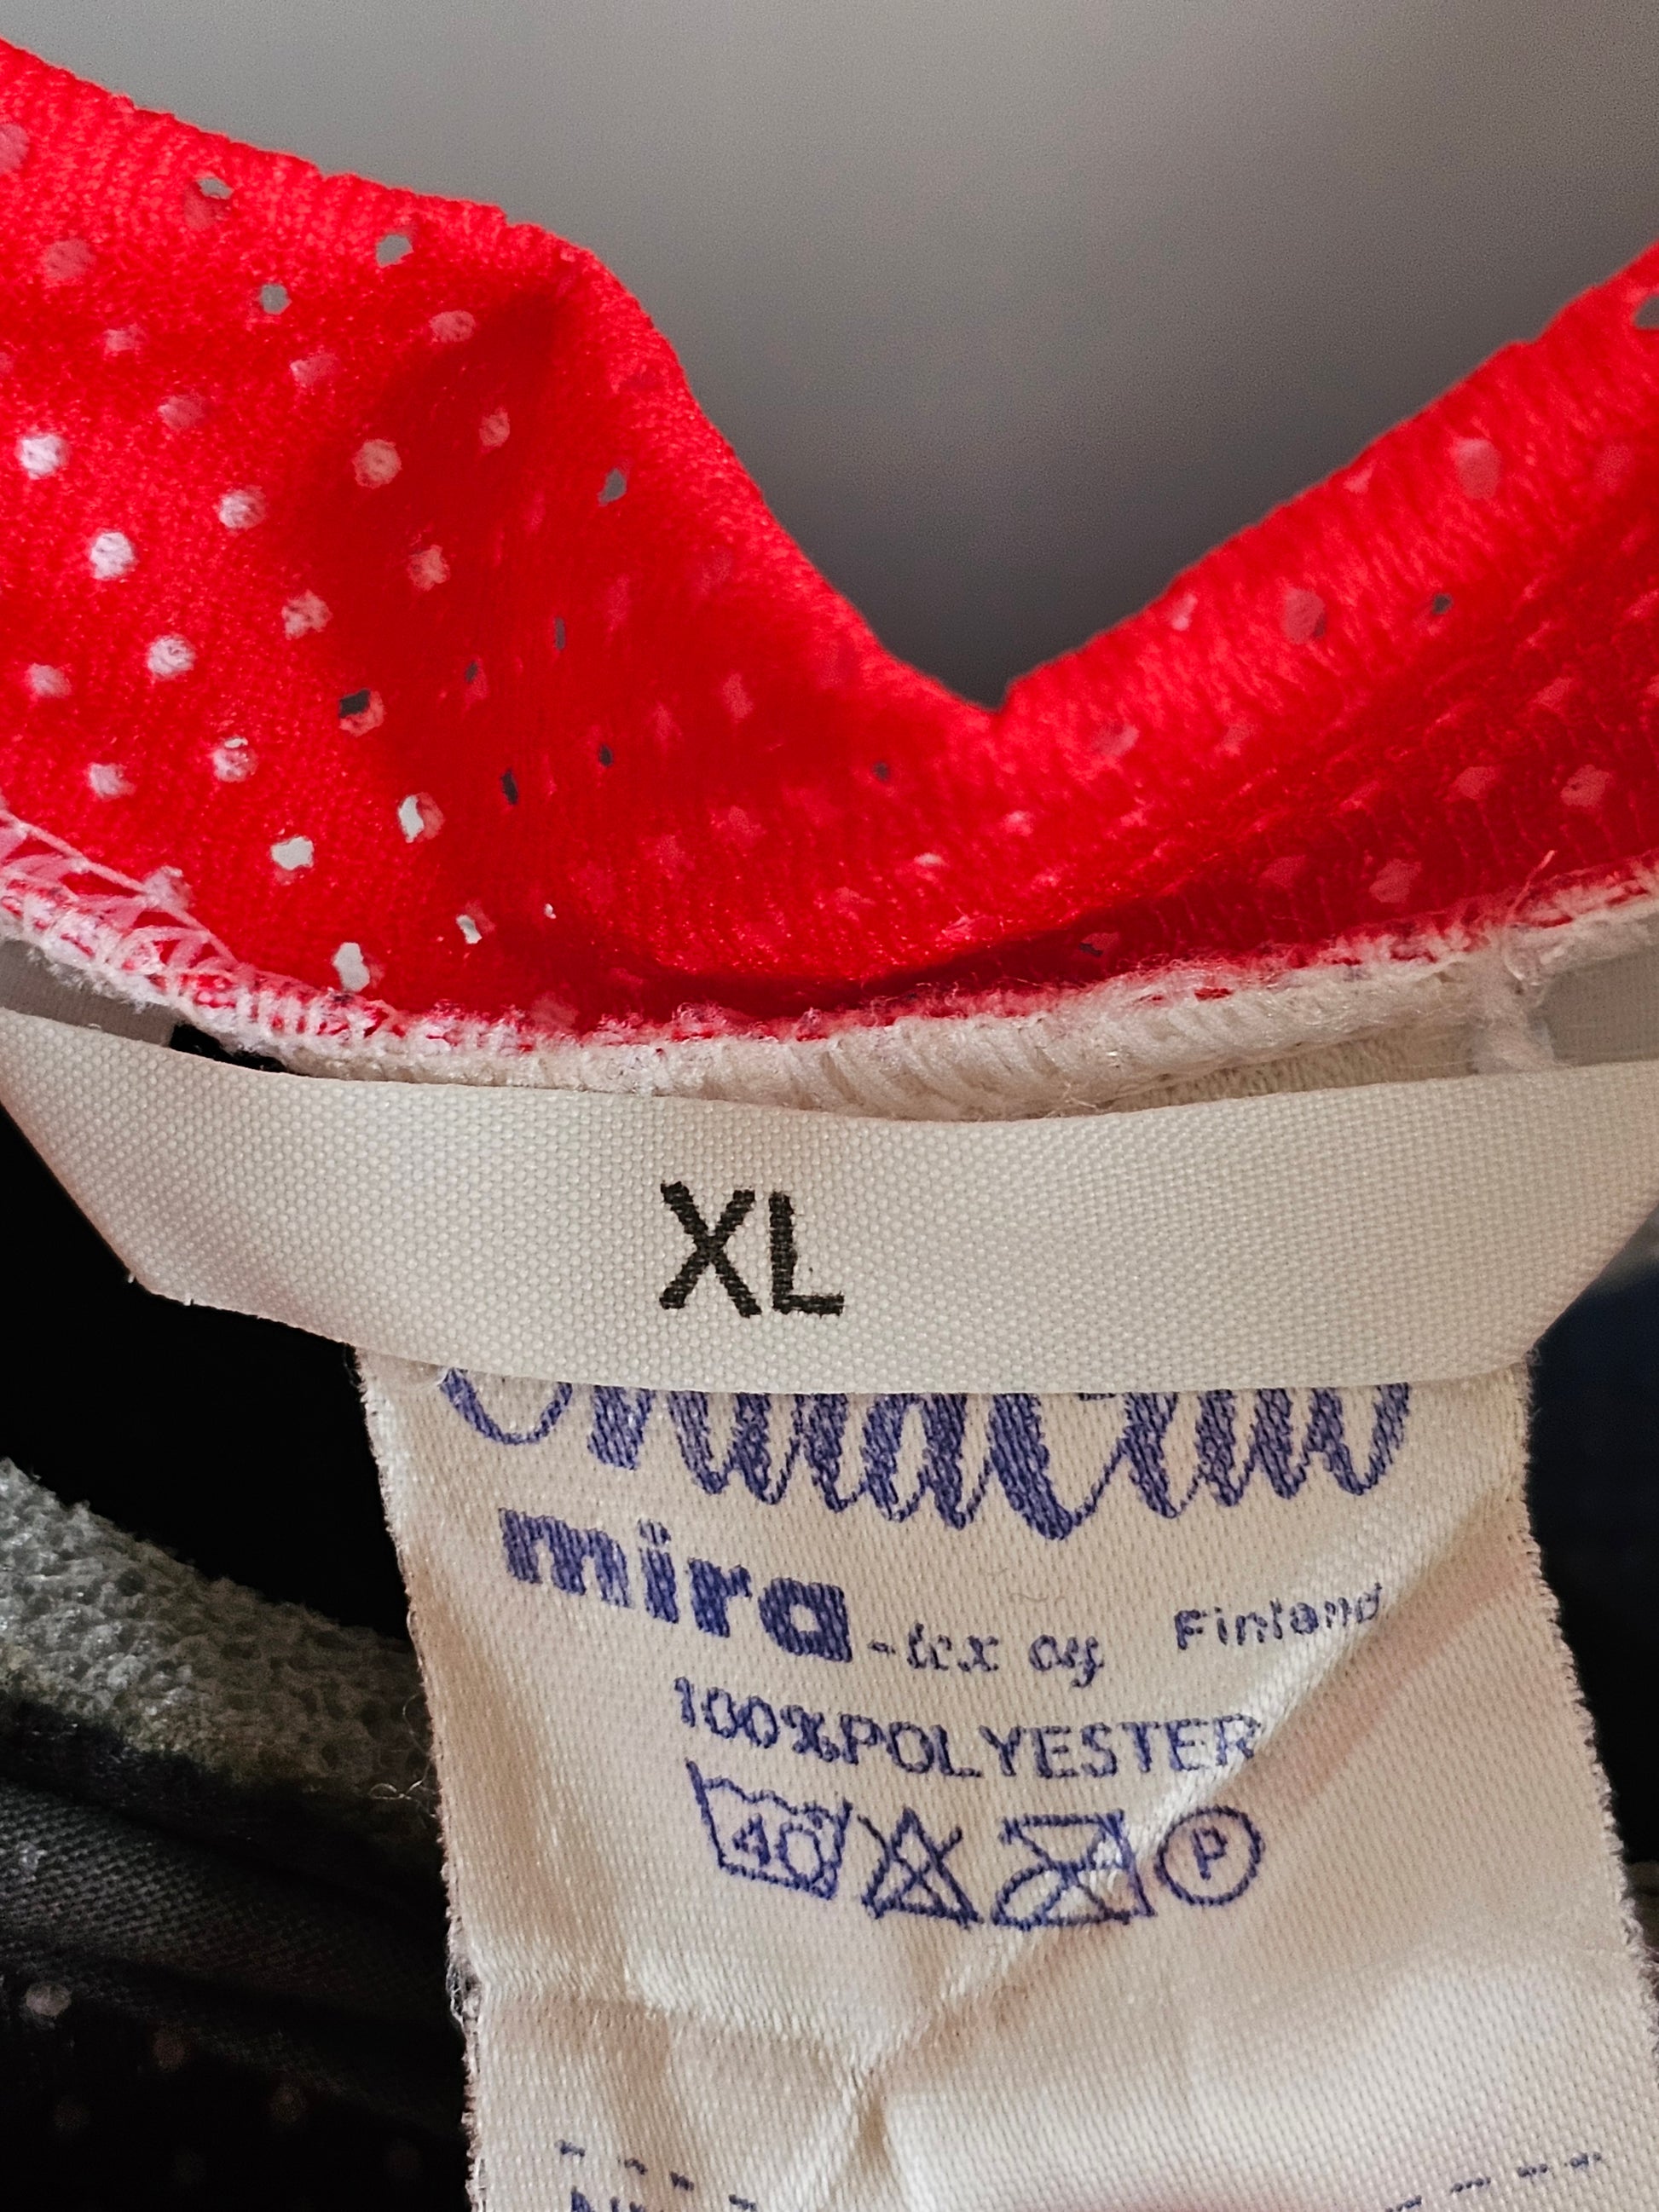 XL
mira-tex oy Finland
100%POLYESTER
40
P